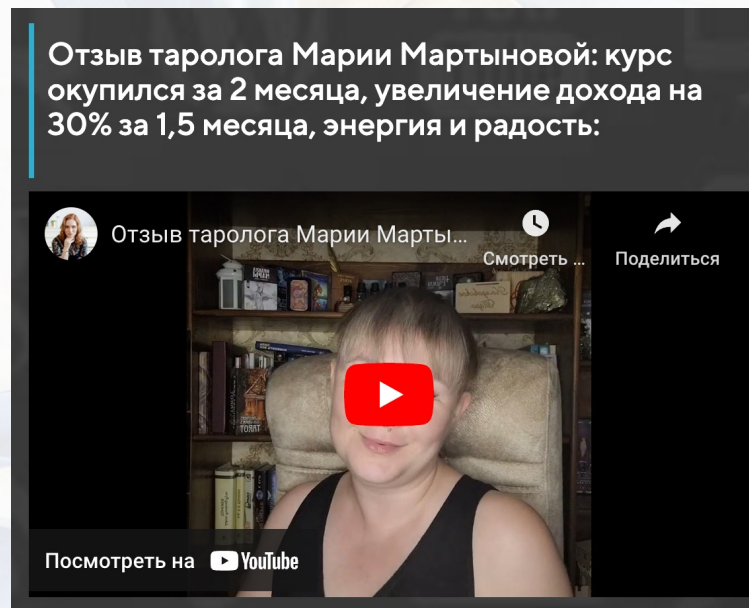 Отзыв таролога Марии Мартыновой: курс
окупился за 2 месяца, увеличение дохода на
30% за 1,5 месяца, энергия и радость:
Отзыв таролога Марии Марты...
Смотреть ...
Поделиться
ТАRОТ
Посмотреть на YouTube